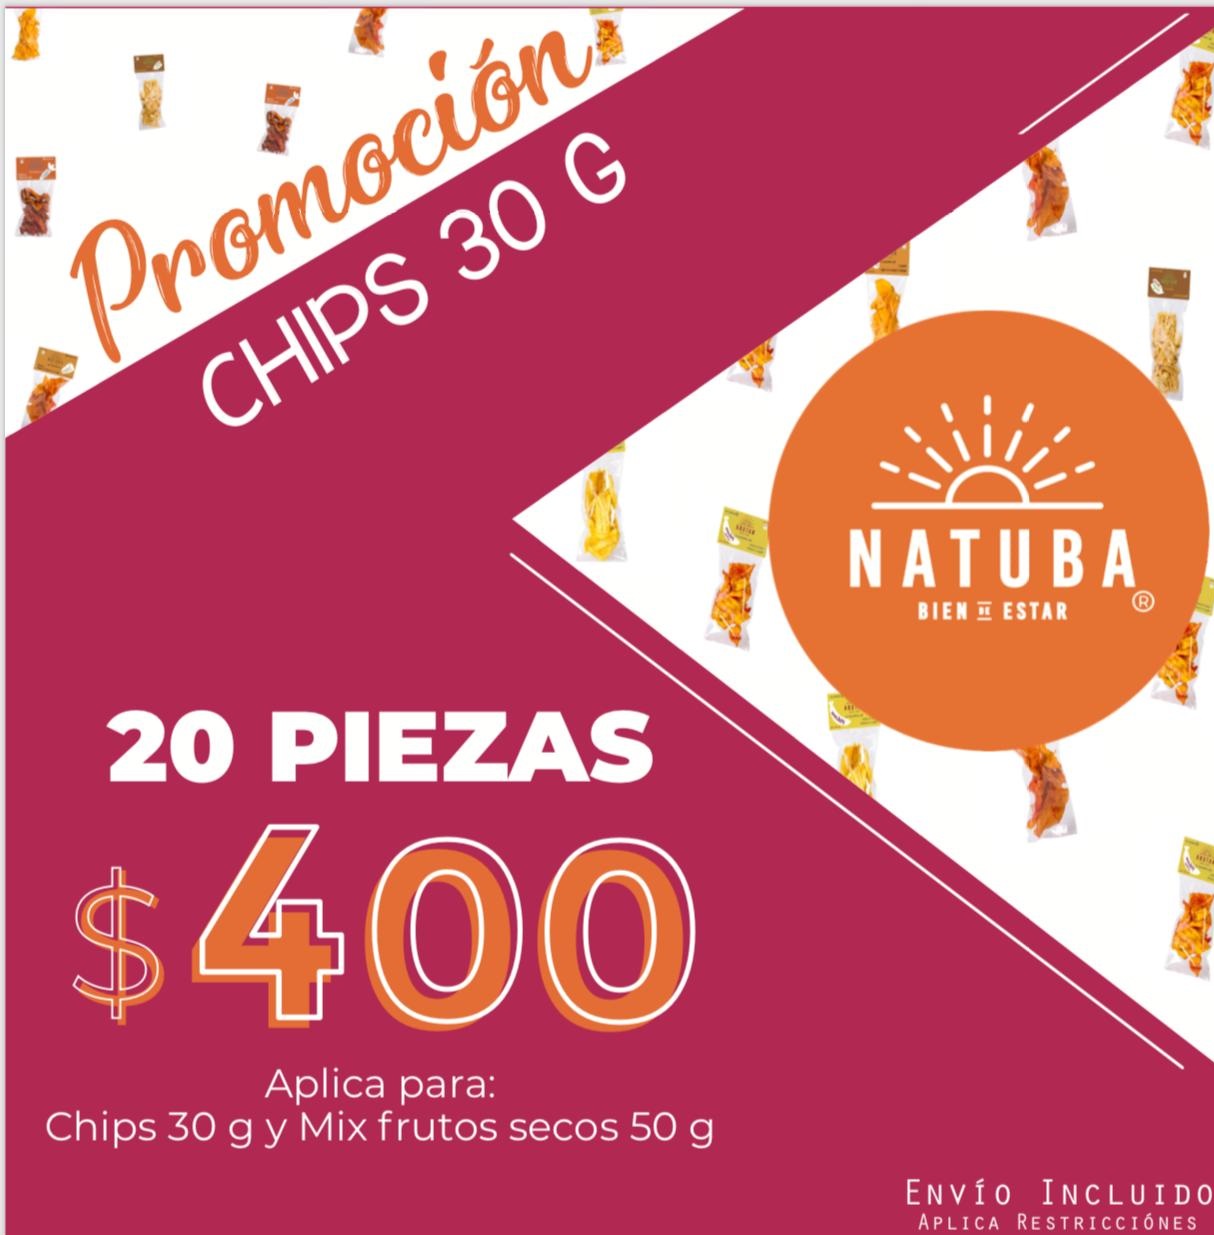 Promoción
CHIPS 30 G
NATUBA
®
BIEN DE ESTAR
20 PIEZAS
$400
Aplica para:
Chips 30 g y Mix frutos secos 50 g
ENVÍO INCLUIDO
APLICA RESTRICCIÓNES